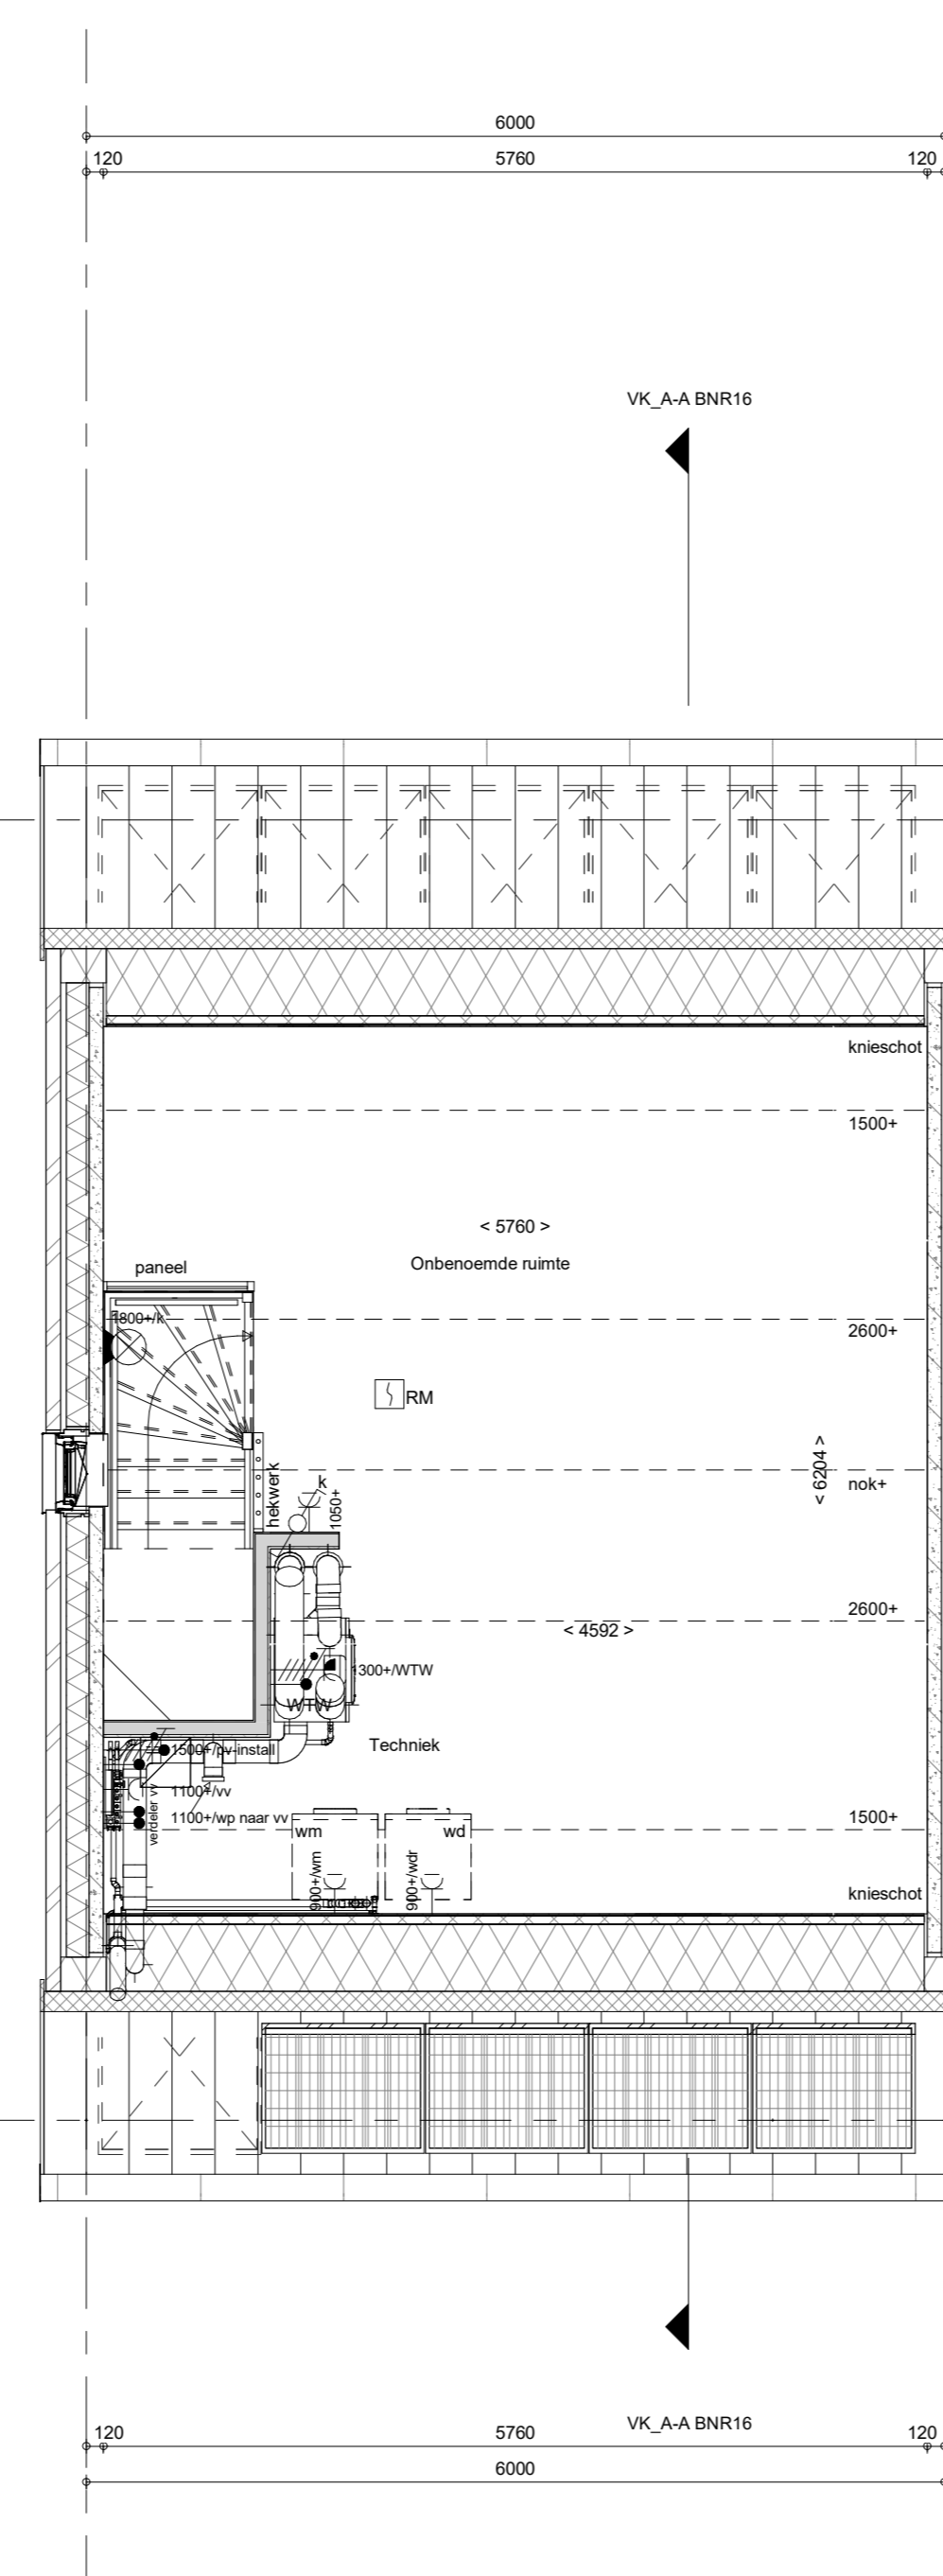 6000
120 5760 120
VK_A-A BNR16
knieschot
1500+
< 5760 >
Onbenoemde ruimte
paneel
1800+/k
2600+
RM
< 6204 >
nok+
hekwerk
k
1050+
2600+
< 4592 >
1300+/WTW
WTW
Techniek
1500+/pv-install
1100+/vv
verdeler vv
1100+/wp naar vv
1500+
wm
wd
900+/wm
900+/wdr
knieschot
VK_A-A BNR16
120 5760 120
6000